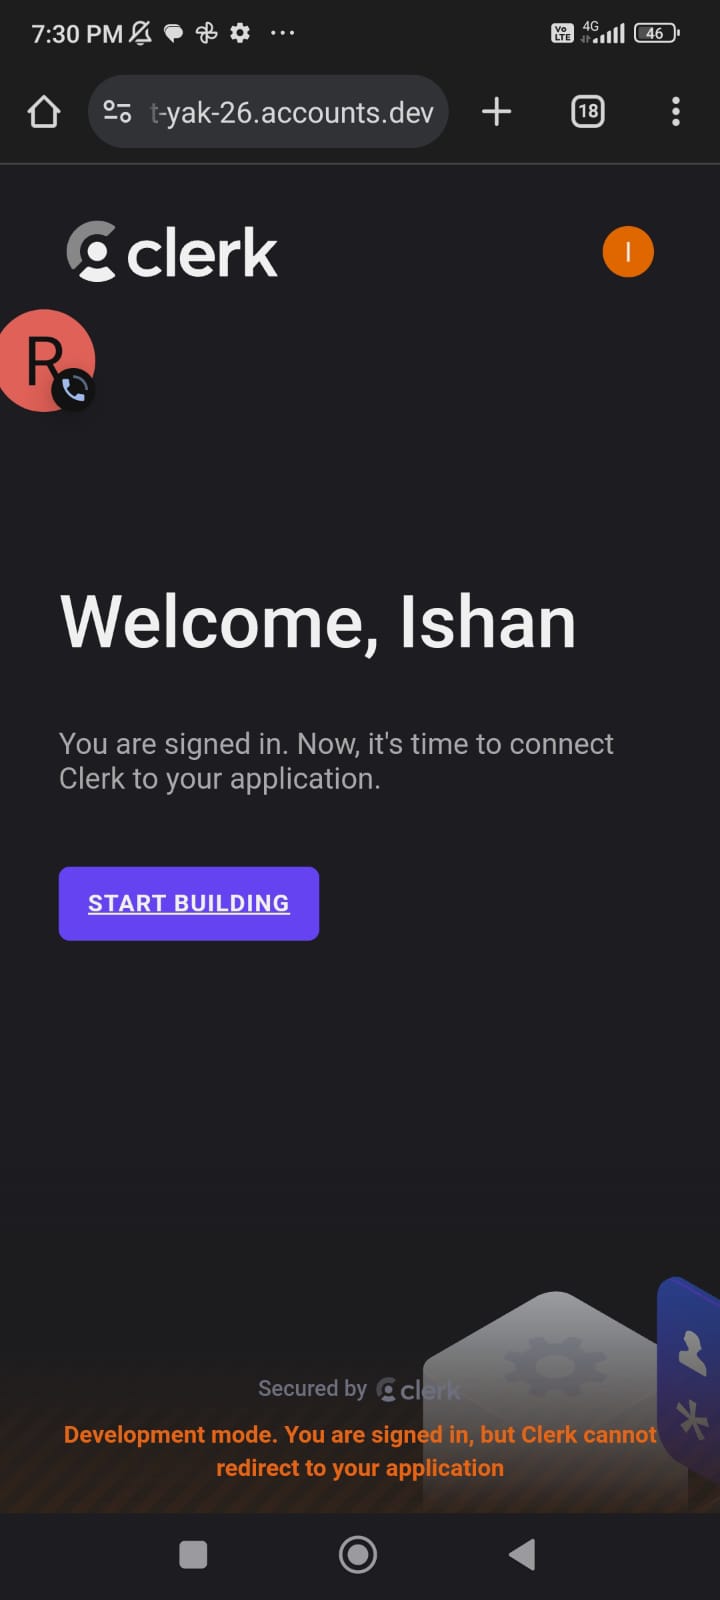 7:30 PM
Vo LTE 4G 46
t-yak-26.accounts.dev
18
clerk
I
R
Welcome, Ishan
You are signed in. Now, it's time to connect
Clerk to your application.
START BUILDING
Secured by clerk
Development mode. You are signed in, but Clerk cannot
redirect to your application